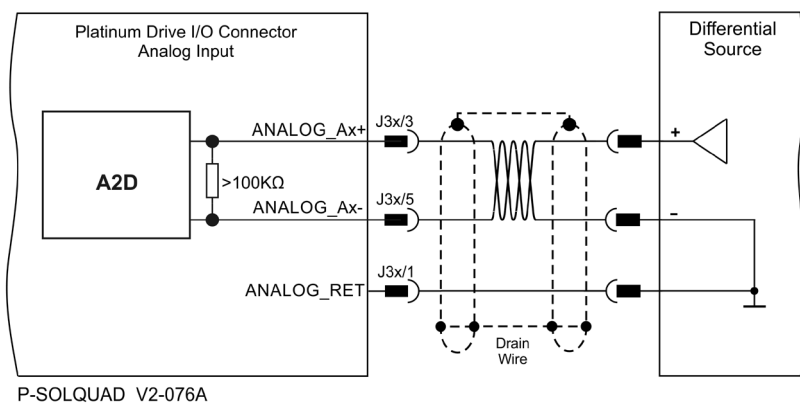 Platinum Drive I/O Connector
Analog Input
Differential
Source
A2D
>100KΩ
ANALOG_Ax+
J3x/3
ANALOG_Ax-
J3x/5
ANALOG_RET
J3x/1
+
-
Drain
Wire
P-SOLQUAD V2-076A